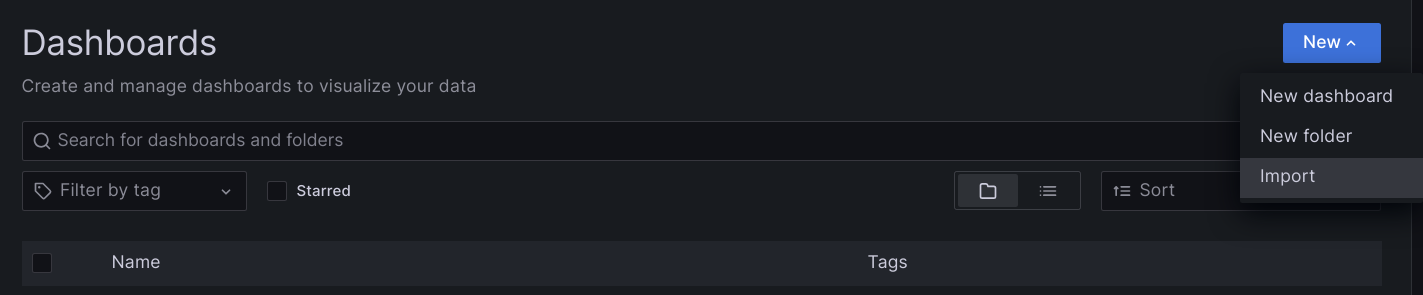 Dashboards
New
Create and manage dashboards to visualize your data
New dashboard
Search for dashboards and folders
New folder
Filter by tag
Starred
Sort
Import
Name
Tags